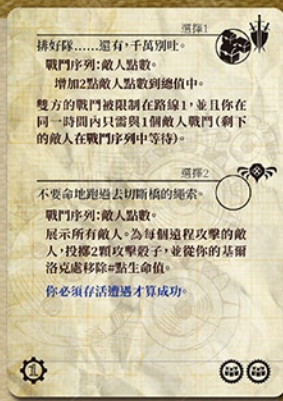 選擇1
排好隊……還有，千萬別吐。
戰鬥序列：敵人點數。
增加2點敵人點數到總值中。
雙方的戰鬥被限制在路線1，並且你在
同一時間內只需與1個敵人戰鬥（剩下
的敵人在戰鬥序列中等待）。
選擇2
不要命地跑過去切斷橋的繩索。
戰鬥序列：敵人點數。
展示所有敵人。為每個遠程攻擊的敵
人，投擲2顆攻擊骰子，並從你的基爾
洛克處移除#點生命值。
你必須存活遭遇才算成功。
1